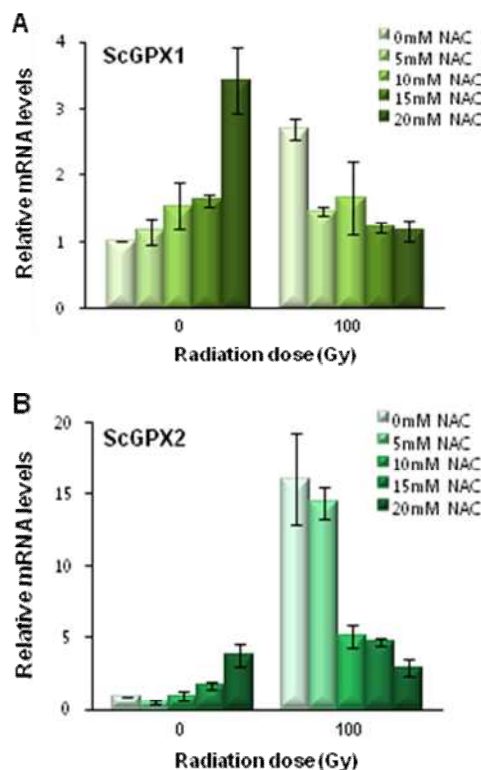 A
ScGPX1
0mM NAC
5mM NAC
10mM NAC
15mM NAC
20mM NAC
Relative mRNA levels
4
3
2
1
0
0
100
Radiation dose (Gy)
B
ScGPX2
0mM NAC
5mM NAC
10mM NAC
15mM NAC
20mM NAC
Relative mRNA levels
20
15
10
5
0
0
100
Radiation dose (Gy)